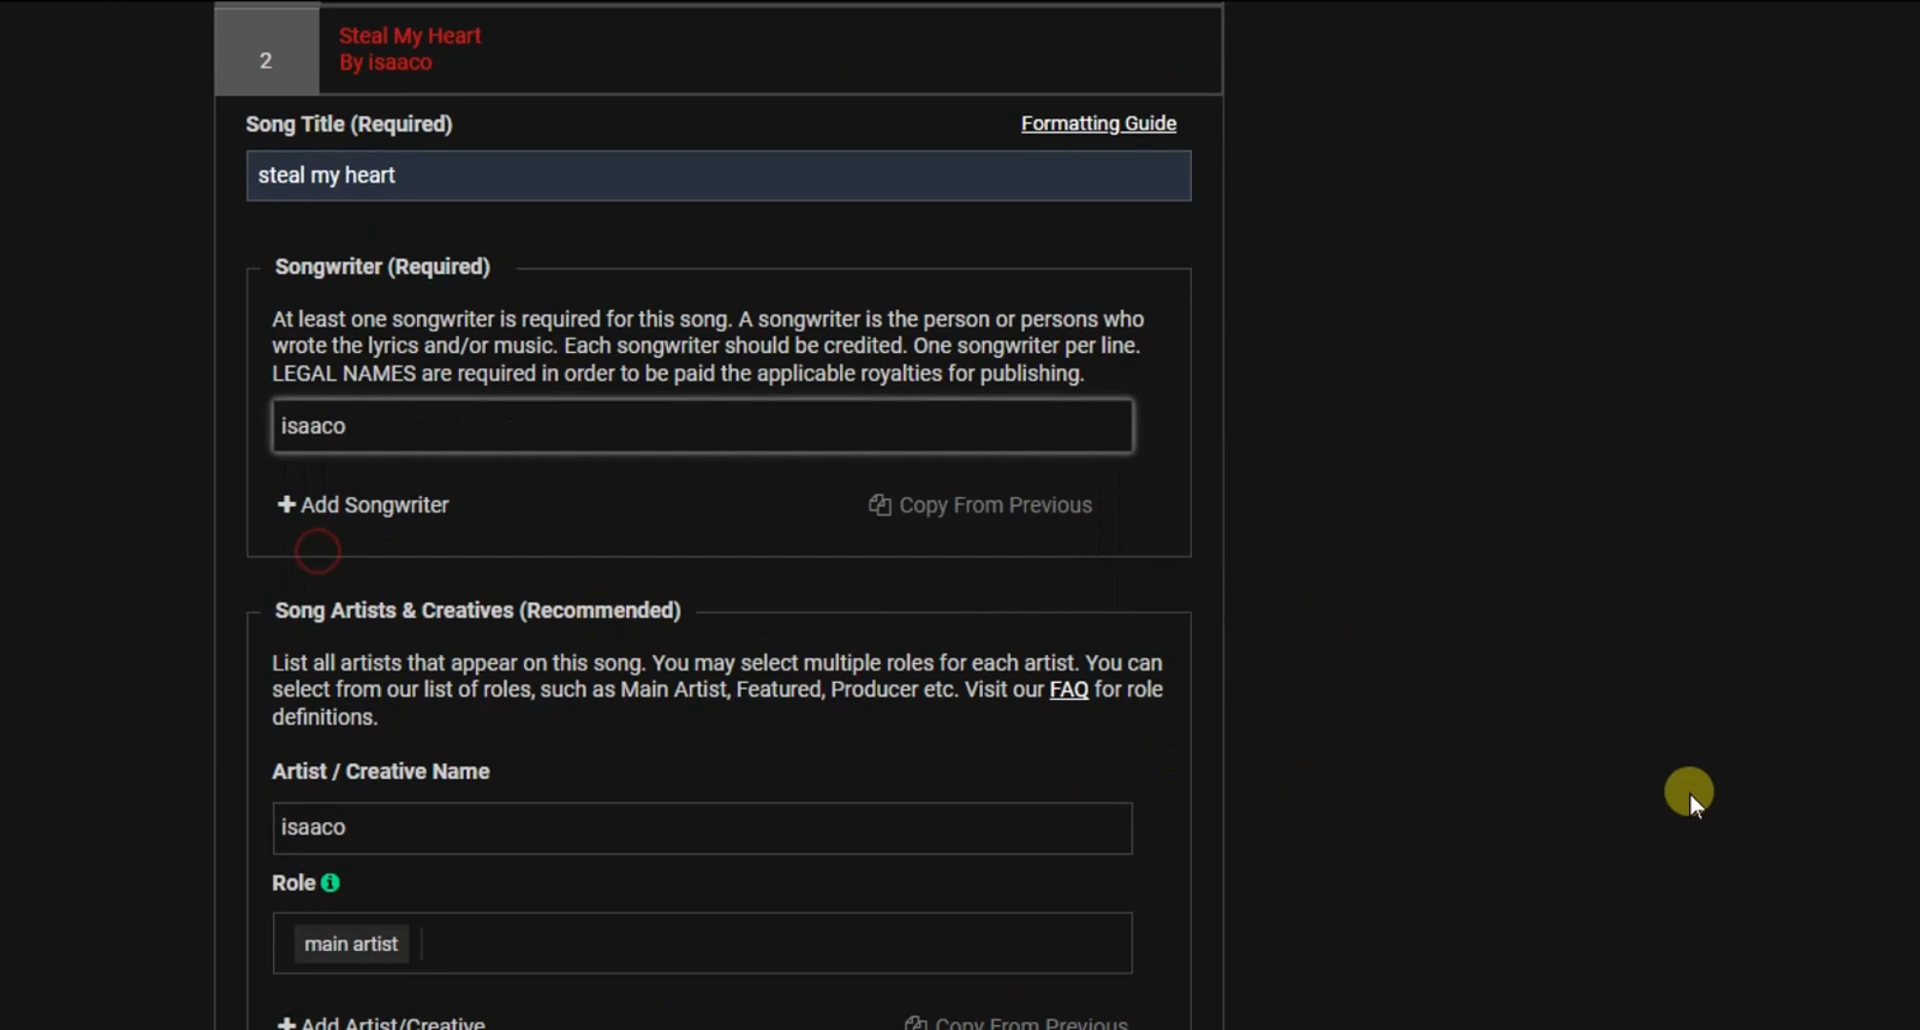 2
Steal My Heart
By isaaco
Song Title (Required)
Formatting Guide
steal my heart
Songwriter (Required)
At least one songwriter is required for this song. A songwriter is the person or persons who
wrote the lyrics and/or music. Each songwriter should be credited. One songwriter per line.
LEGAL NAMES are required in order to be paid the applicable royalties for publishing.
isaaco
Add Songwriter
Copy From Previous
Song Artists & Creatives (Recommended)
List all artists that appear on this song. You may select multiple roles for each artist. You can
select from our list of roles, such as Main Artist, Featured, Producer etc. Visit our FAQ for role
definitions.
Artist / Creative Name
isaaco
Role
main artist
Add Artist/Creative
Copy From Previous